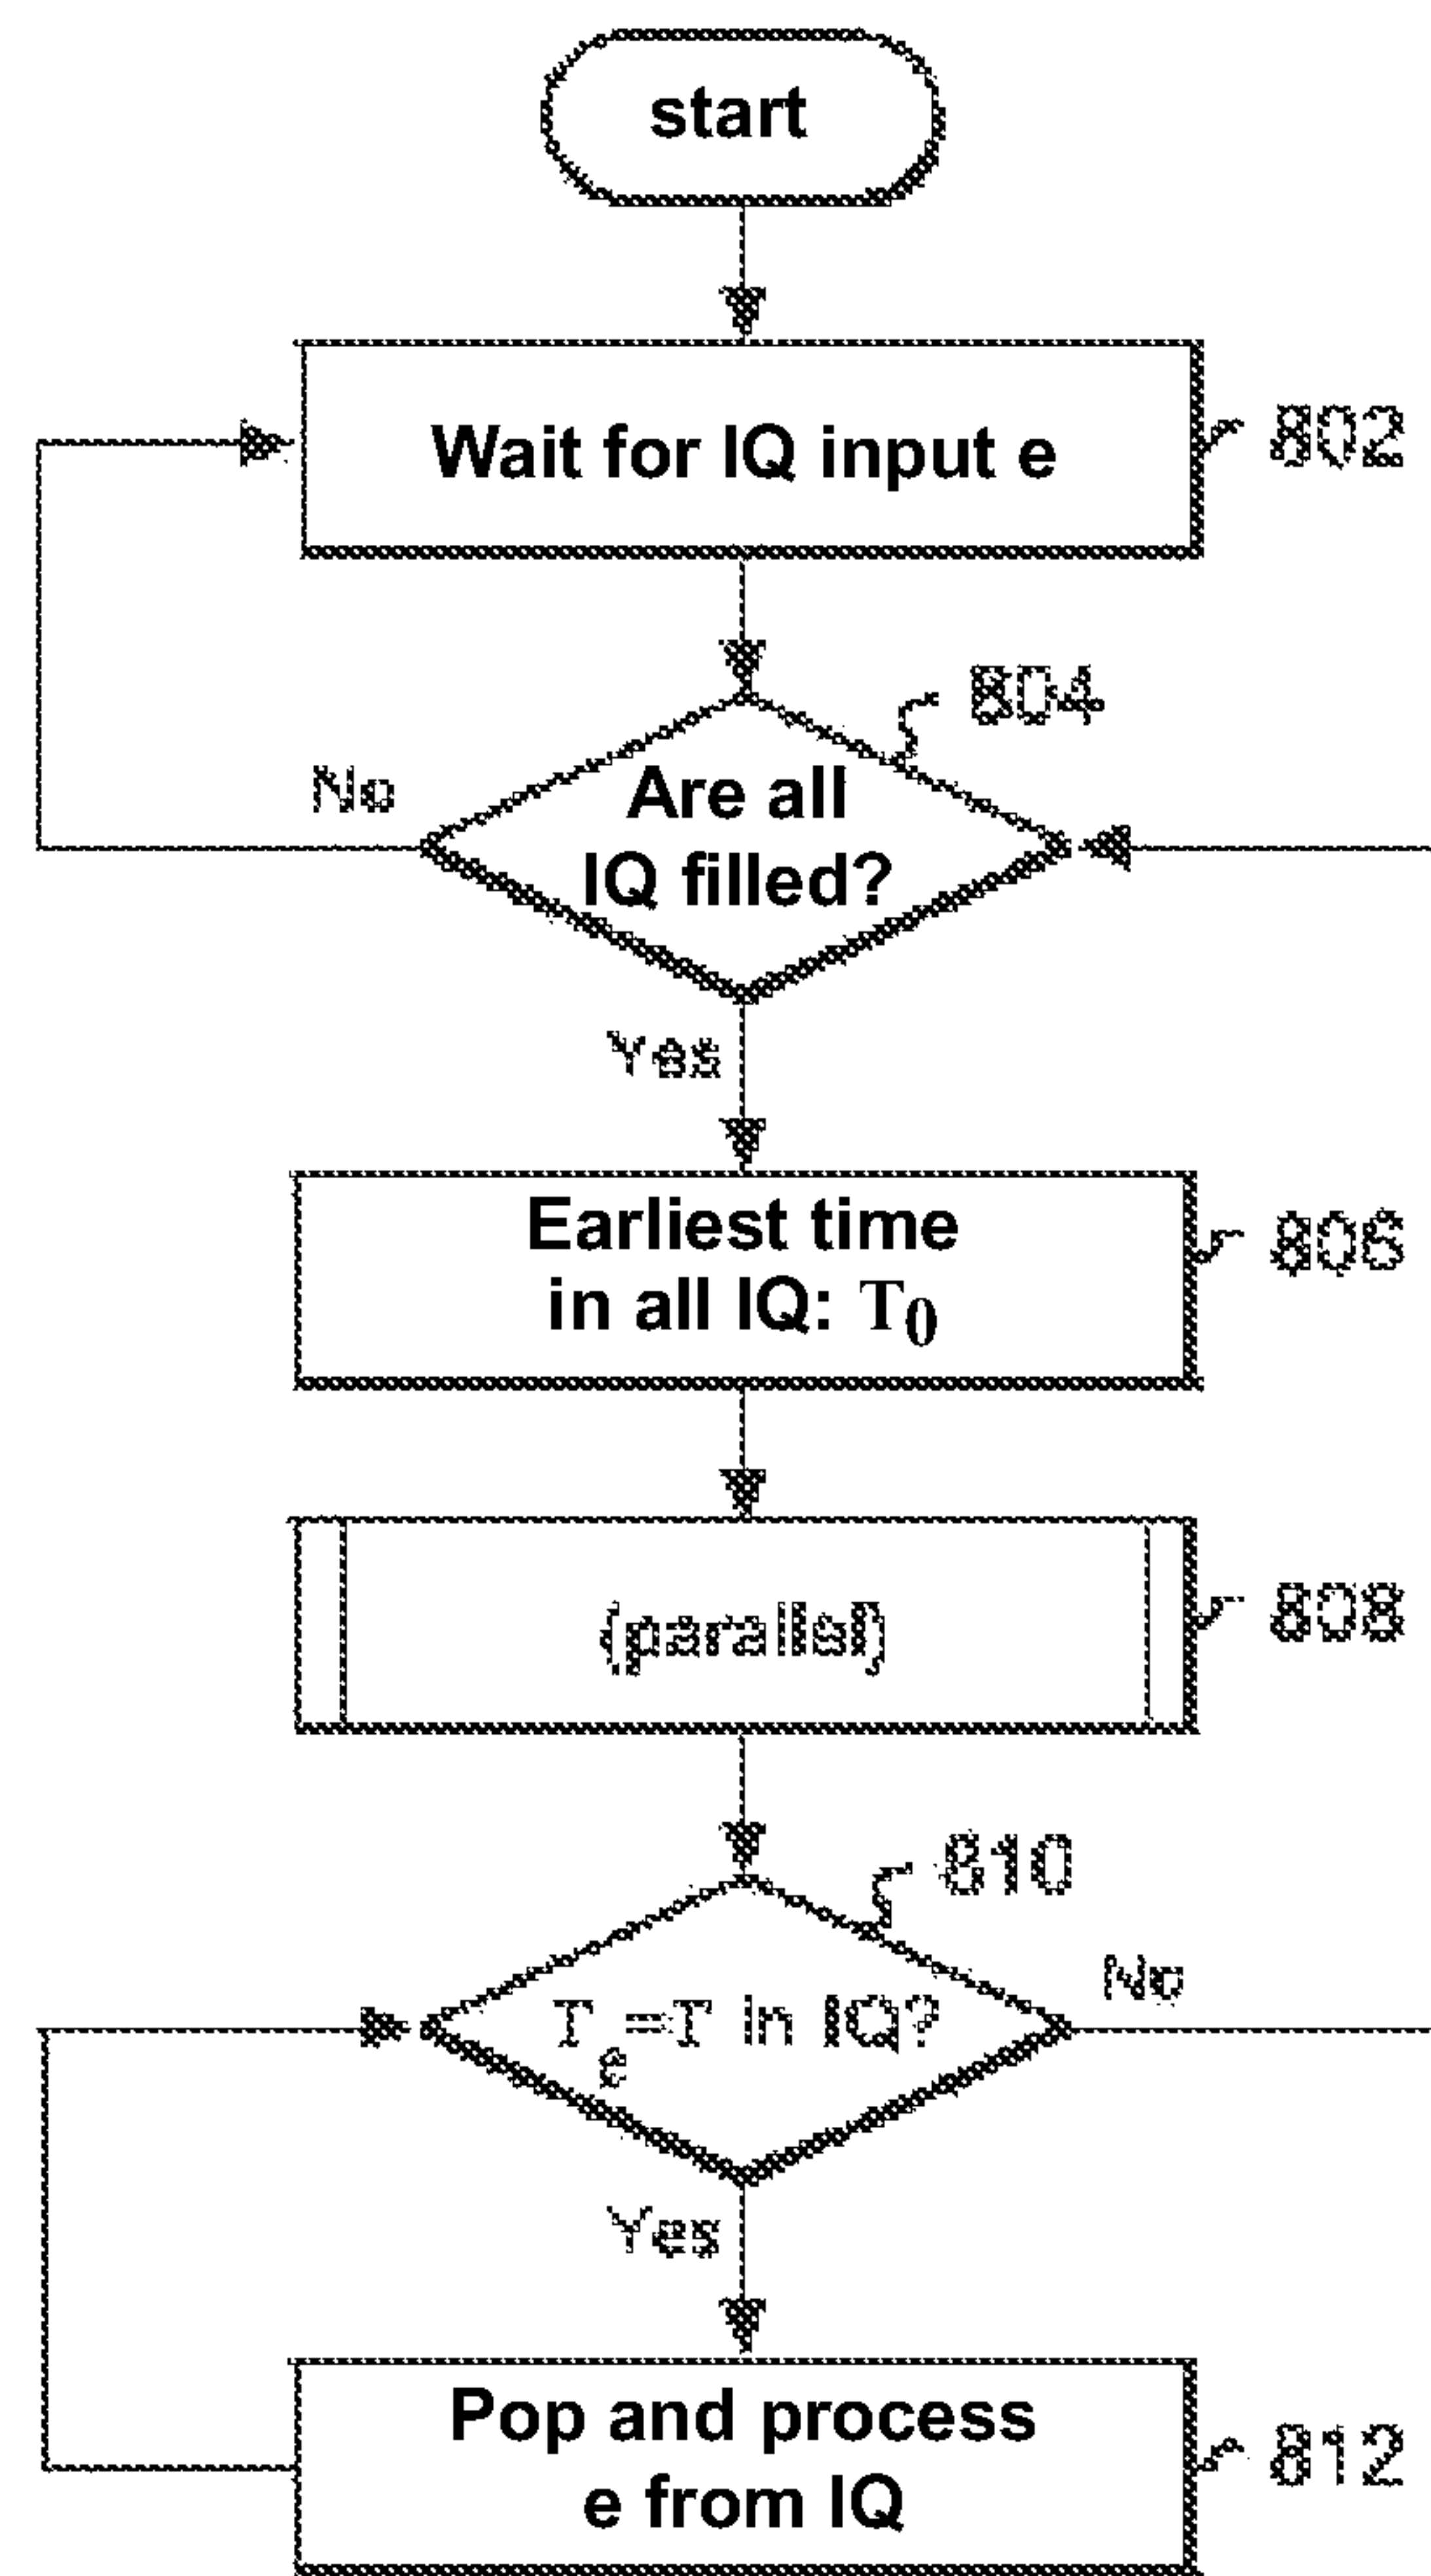 start
Wait for IQ input e
802
804
No
Are all
IQ filled?
Yes
Earliest time
in all IQ: T0
806
(parallel)
808
810
No
Te=T in IQ?
Yes
Pop and process
e from IQ
812